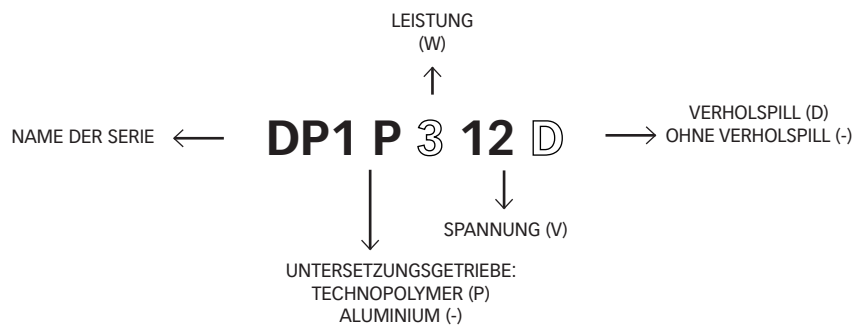 LEISTUNG
(W)
NAME DER SERIE
DP1 P 3 12 D
VERHOLSPILL (D)
OHNE VERHOLSPILL (-)
SPANNUNG (V)
UNTERSETZUNGSGETRIEBE:
TECHNOPOLYMER (P)
ALUMINIUM (-)